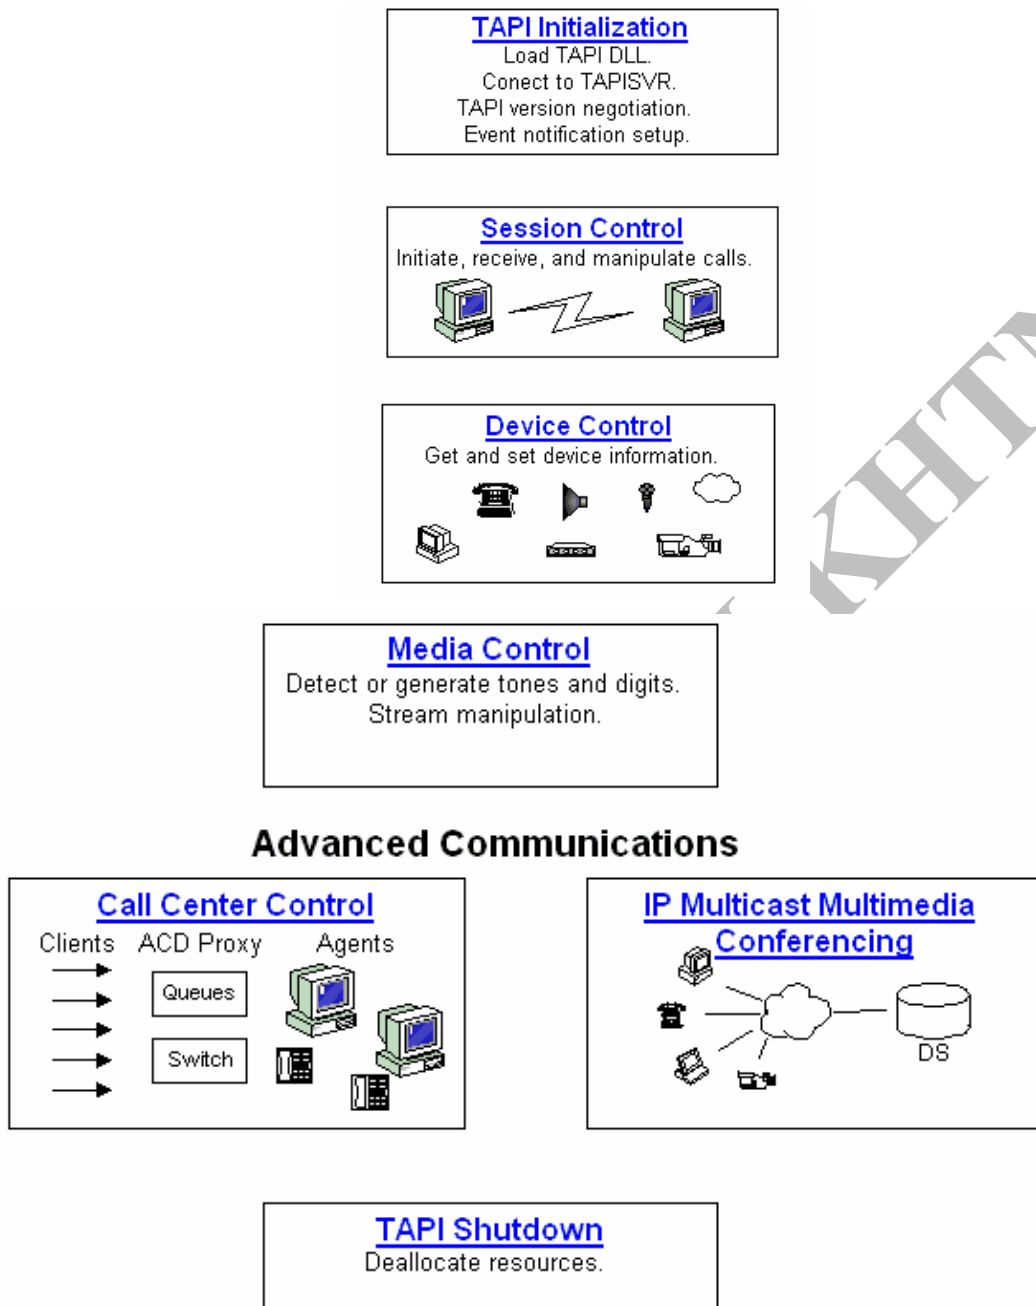 TAPI Initialization
Load TAPI DLL.
Conect to TAPISVR.
TAPI version negotiation.
Event notification setup.
Session Control
Initiate, receive, and manipulate calls.
Device Control
Get and set device information.
KHTN
Media Control
Detect or generate tones and digits.
Stream manipulation.
Advanced Communications
Call Center Control
Clients ACD Proxy Agents
Queues
Switch
IP Multicast Multimedia
Conferencing
DS
TAPI Shutdown
Deallocate resources.